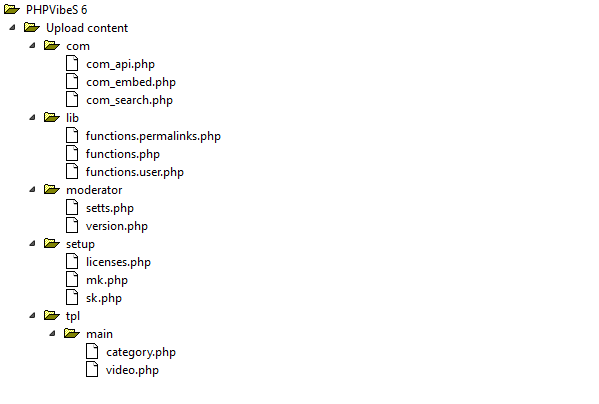 PHPVibeS 6
Upload content
com
com_api.php
com_embed.php
com_search.php
lib
functions.permalinks.php
functions.php
functions.user.php
moderator
setts.php
version.php
setup
licenses.php
mk.php
sk.php
tpl
main
category.php
video.php